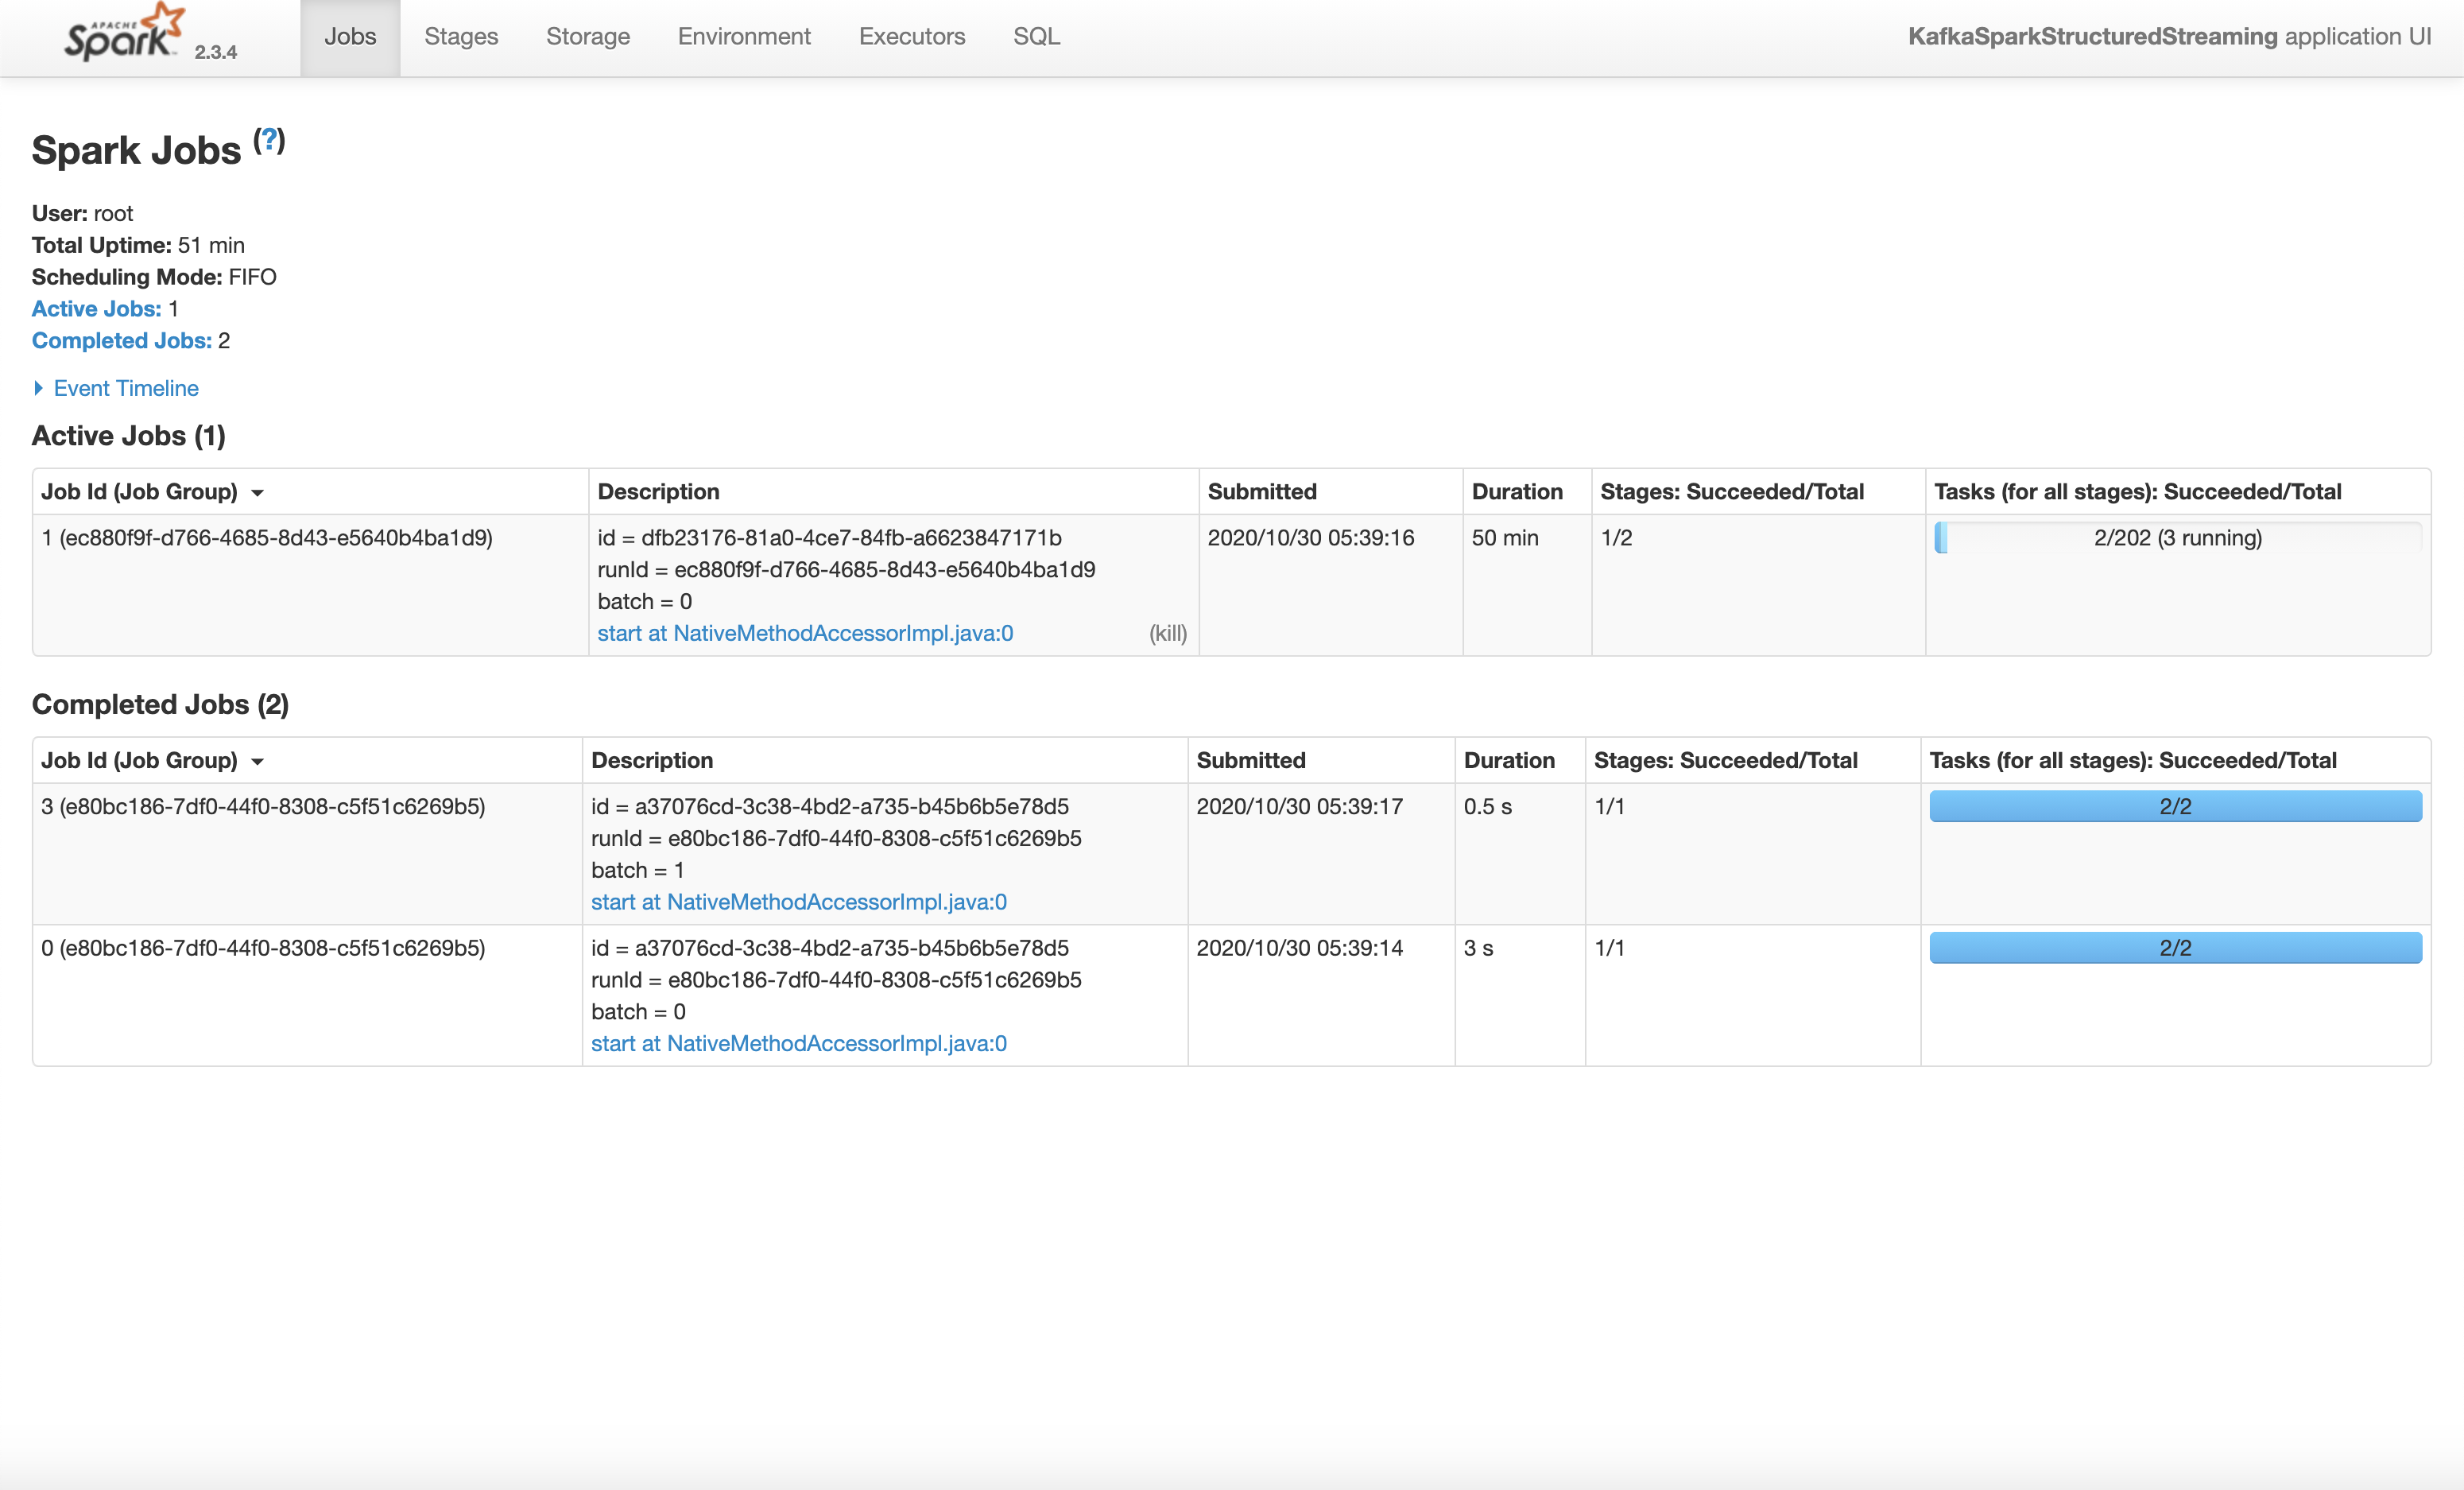 APACHE
Spark 2.3.4 Jobs Stages Storage Environment Executors SQL KafkaSparkStructuredStreaming application UI
Spark Jobs (?)
User: root
Total Uptime: 51 min
Scheduling Mode: FIFO
Active Jobs: 1
Completed Jobs: 2
Event Timeline
Active Jobs (1)
Job Id (Job Group) Description Submitted Duration Stages: Succeeded/Total Tasks (for all stages): Succeeded/Total
1 (ec880f9f-d766-4685-8d43-e5640b4ba1d9) id = dfb23176-81a0-4ce7-84fb-a6623847171b 2020/10/30 05:39:16 50 min 1/2 2/202 (3 running)
runId = ec880f9f-d766-4685-8d43-e5640b4ba1d9
batch = 0
start at NativeMethodAccessorImpl.java:0 (kill)
Completed Jobs (2)
Job Id (Job Group) Description Submitted Duration Stages: Succeeded/Total Tasks (for all stages): Succeeded/Total
3 (e80bc186-7df0-44f0-8308-c5f51c6269b5) id = a37076cd-3c38-4bd2-a735-b45b6b5e78d5 2020/10/30 05:39:17 0.5 s 1/1 2/2
runId = e80bc186-7df0-44f0-8308-c5f51c6269b5
batch = 1
start at NativeMethodAccessorImpl.java:0
0 (e80bc186-7df0-44f0-8308-c5f51c6269b5) id = a37076cd-3c38-4bd2-a735-b45b6b5e78d5 2020/10/30 05:39:14 3 s 1/1 2/2
runId = e80bc186-7df0-44f0-8308-c5f51c6269b5
batch = 0
start at NativeMethodAccessorImpl.java:0